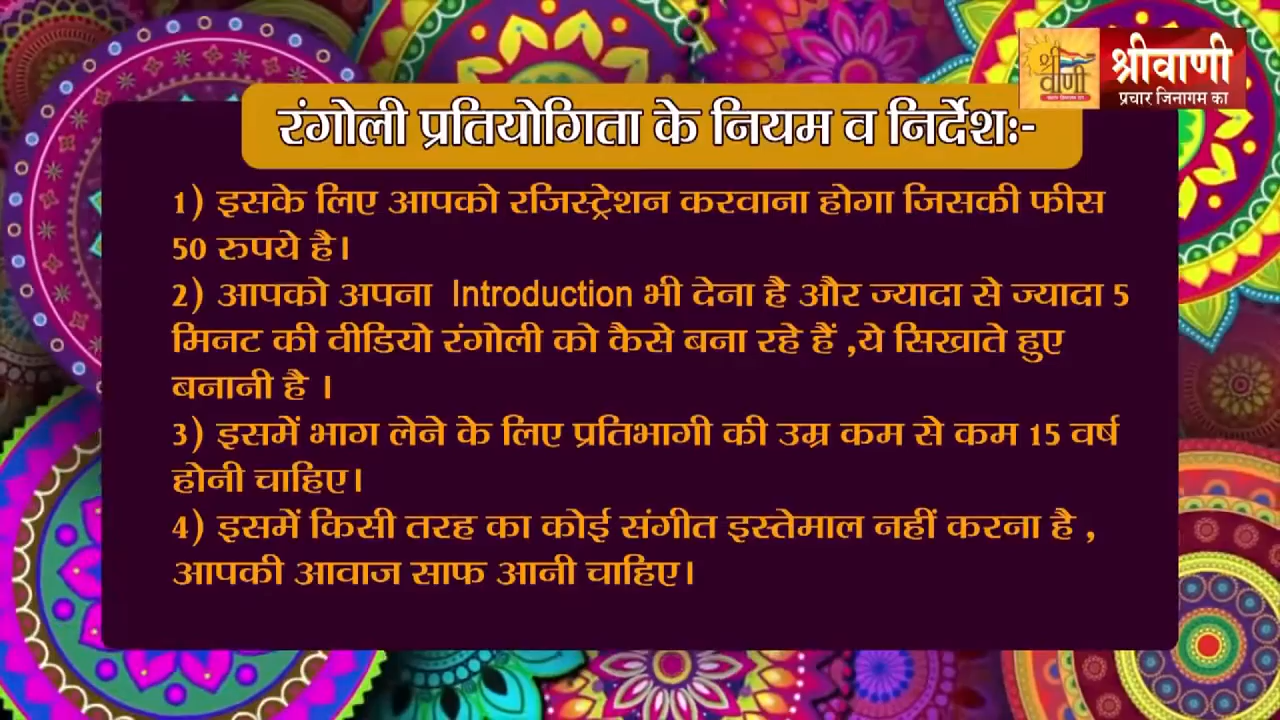 श्रीवाणी
प्रचार जिनागम का
श्री
वाणी
रंगोली प्रतियोगिता के नियम व निर्देशः-
1) इसके लिए आपको रजिस्ट्रेशन करवाना होगा जिसकी फीस
50 रुपये है।
2) आपको अपना Introduction भी देना है और ज्यादा से ज्यादा 5
मिनट की वीडियो रंगोली को कैसे बना रहे हैं ,ये सिखाते हुए
बनानी है ।
3) इसमें भाग लेने के लिए प्रतिभागी की उम्र कम से कम 15 वर्ष
होनी चाहिए।
4) इसमें किसी तरह का कोई संगीत इस्तेमाल नहीं करना है ,
आपकी आवाज साफ आनी चाहिए।